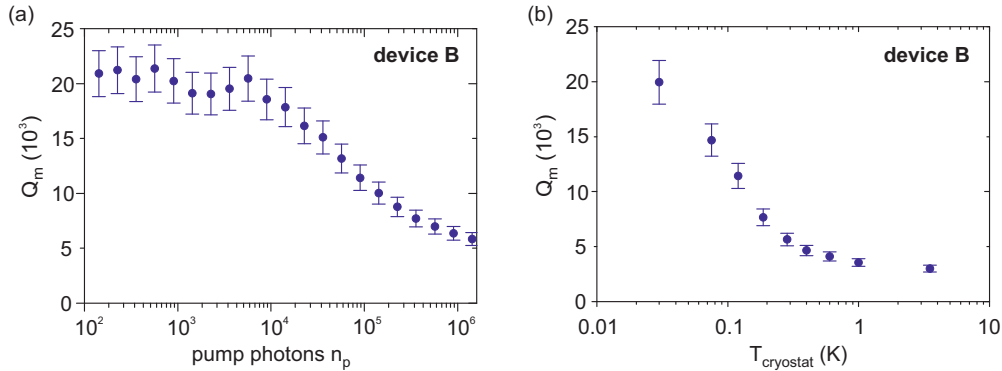 (a)
device B
25
20
15
10
5
0
Q_m (10^3)
10^2 10^3 10^4 10^5 10^6
pump photons n_p
(b)
device B
25
20
15
10
5
0
Q_m (10^3)
0.01 0.1 1 10
T_cryostat (K)